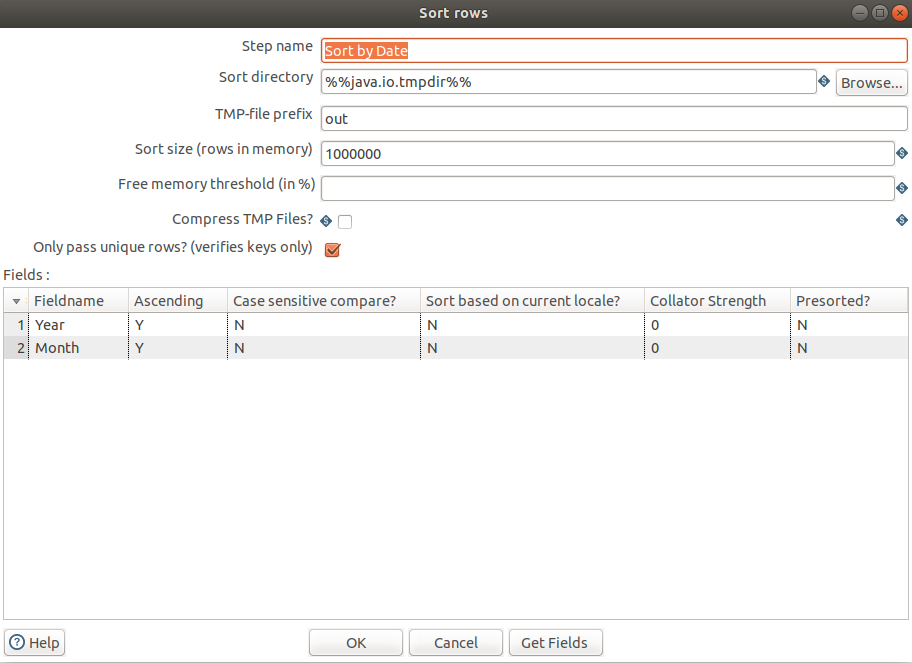 Sort rows
Step name Sort by Date
Sort directory %%java.io.tmpdir%% Browse...
TMP-file prefix out
Sort size (rows in memory) 1000000
Free memory threshold (in %)
Compress TMP Files?
Only pass unique rows? (verifies keys only)
Fields :
Fieldname Ascending Case sensitive compare? Sort based on current locale? Collator Strength Presorted?
1 Year Y N N 0 N
2 Month Y N N 0 N
Help OK Cancel Get Fields